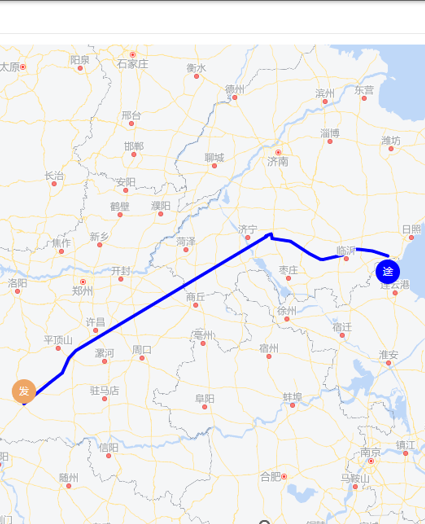 太原
阳泉
石家庄
衡水
德州
滨州
东营
邢台
淄博
潍坊
邯郸
聊城
济南
长治
安阳
鹤壁
濮阳
日照
焦作
新乡
菏泽
济宁
临沂
洛阳
郑州
开封
枣庄
途
连云港
商丘
徐州
许昌
宿迁
平顶山
漯河
周口
亳州
宿州
淮安
发
驻马店
阜阳
蚌埠
信阳
南京
镇江
随州
合肥
马鞍山